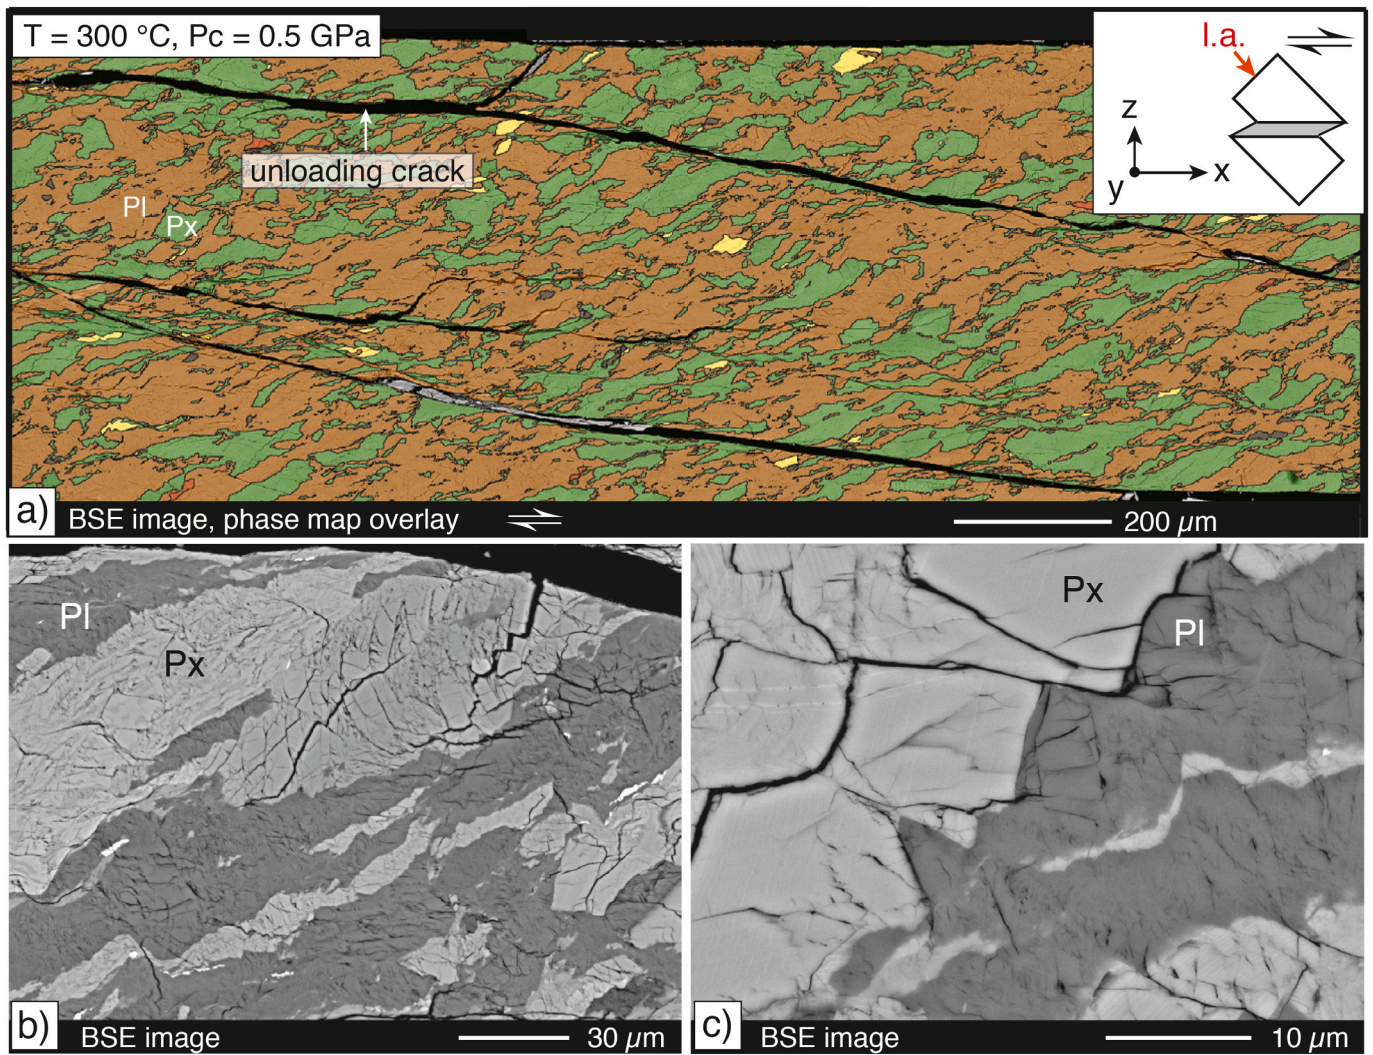 T = 300 °C, Pc = 0.5 GPa
l.a.
z
x
y
unloading crack
Pl
Px
a)
BSE image, phase map overlay
200 µm
Pl
Px
b)
BSE image
30 µm
Px
Pl
c)
BSE image
10 µm